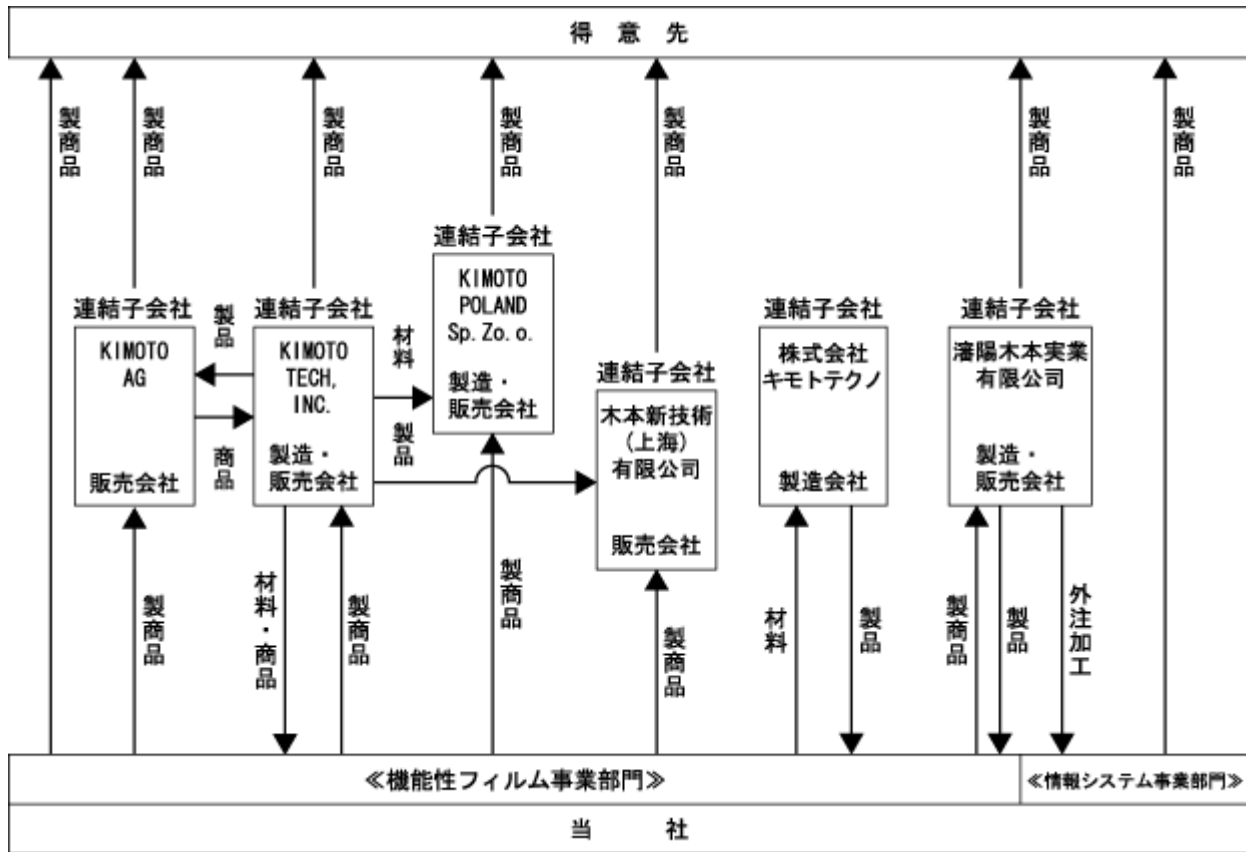 得意先
製商品
製商品
製商品
製商品
製商品
製商品
製商品
連結子会社
KIMOTO
AG
販売会社
製品
商品
連結子会社
KIMOTO
TECH,
INC.
製造・
販売会社
材料
製品
連結子会社
KIMOTO
POLAND
Sp.Zo.o.
製造・
販売会社
連結子会社
木本新技術
(上海)
有限公司
販売会社
連結子会社
株式会社
キモトテクノ
製造会社
連結子会社
瀋陽木本実業
有限公司
製造・
販売会社
製商品
材料・商品
製商品
製商品
製商品
材料
製品
製商品
製品
外注加工
≪機能性フィルム事業部門≫
≪情報システム事業部門≫
当社